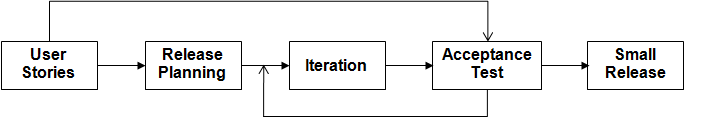 User
Stories
Release
Planning
Iteration
Acceptance
Test
Small
Release